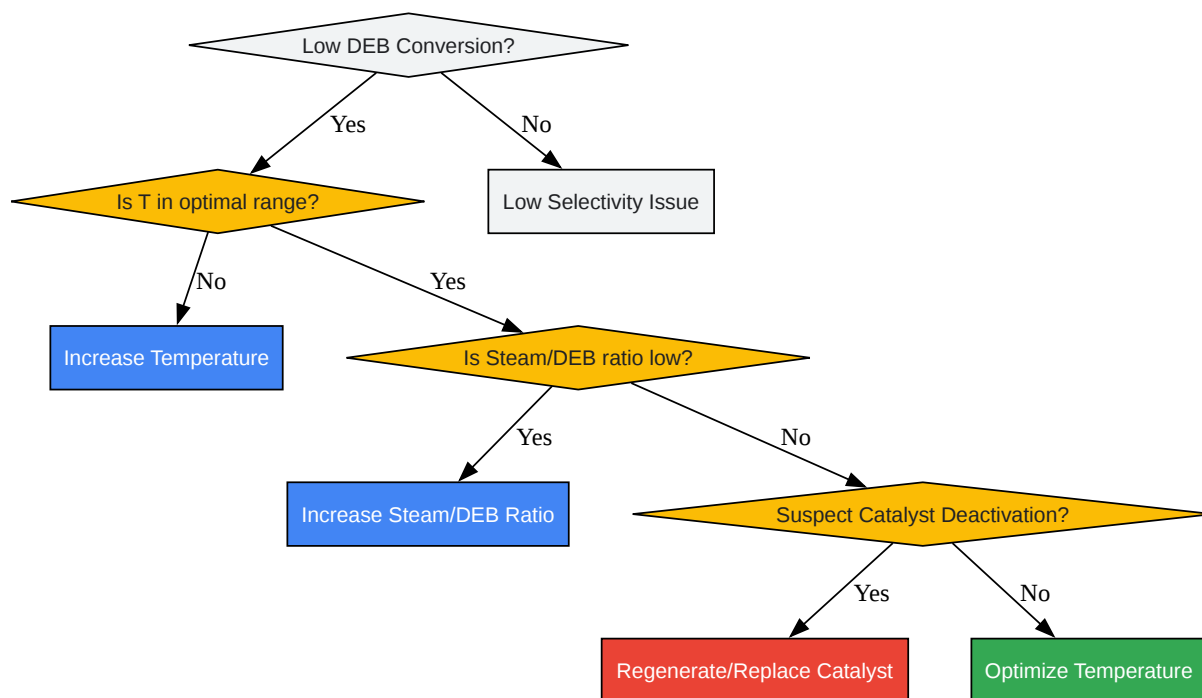 Low DEB Conversion?
Yes
No
Is T in optimal range?
Low Selectivity Issue
No
Yes
Increase Temperature
Is Steam/DEB ratio low?
Yes
No
Increase Steam/DEB Ratio
Suspect Catalyst Deactivation?
Yes
No
Regenerate/Replace Catalyst
Optimize Temperature